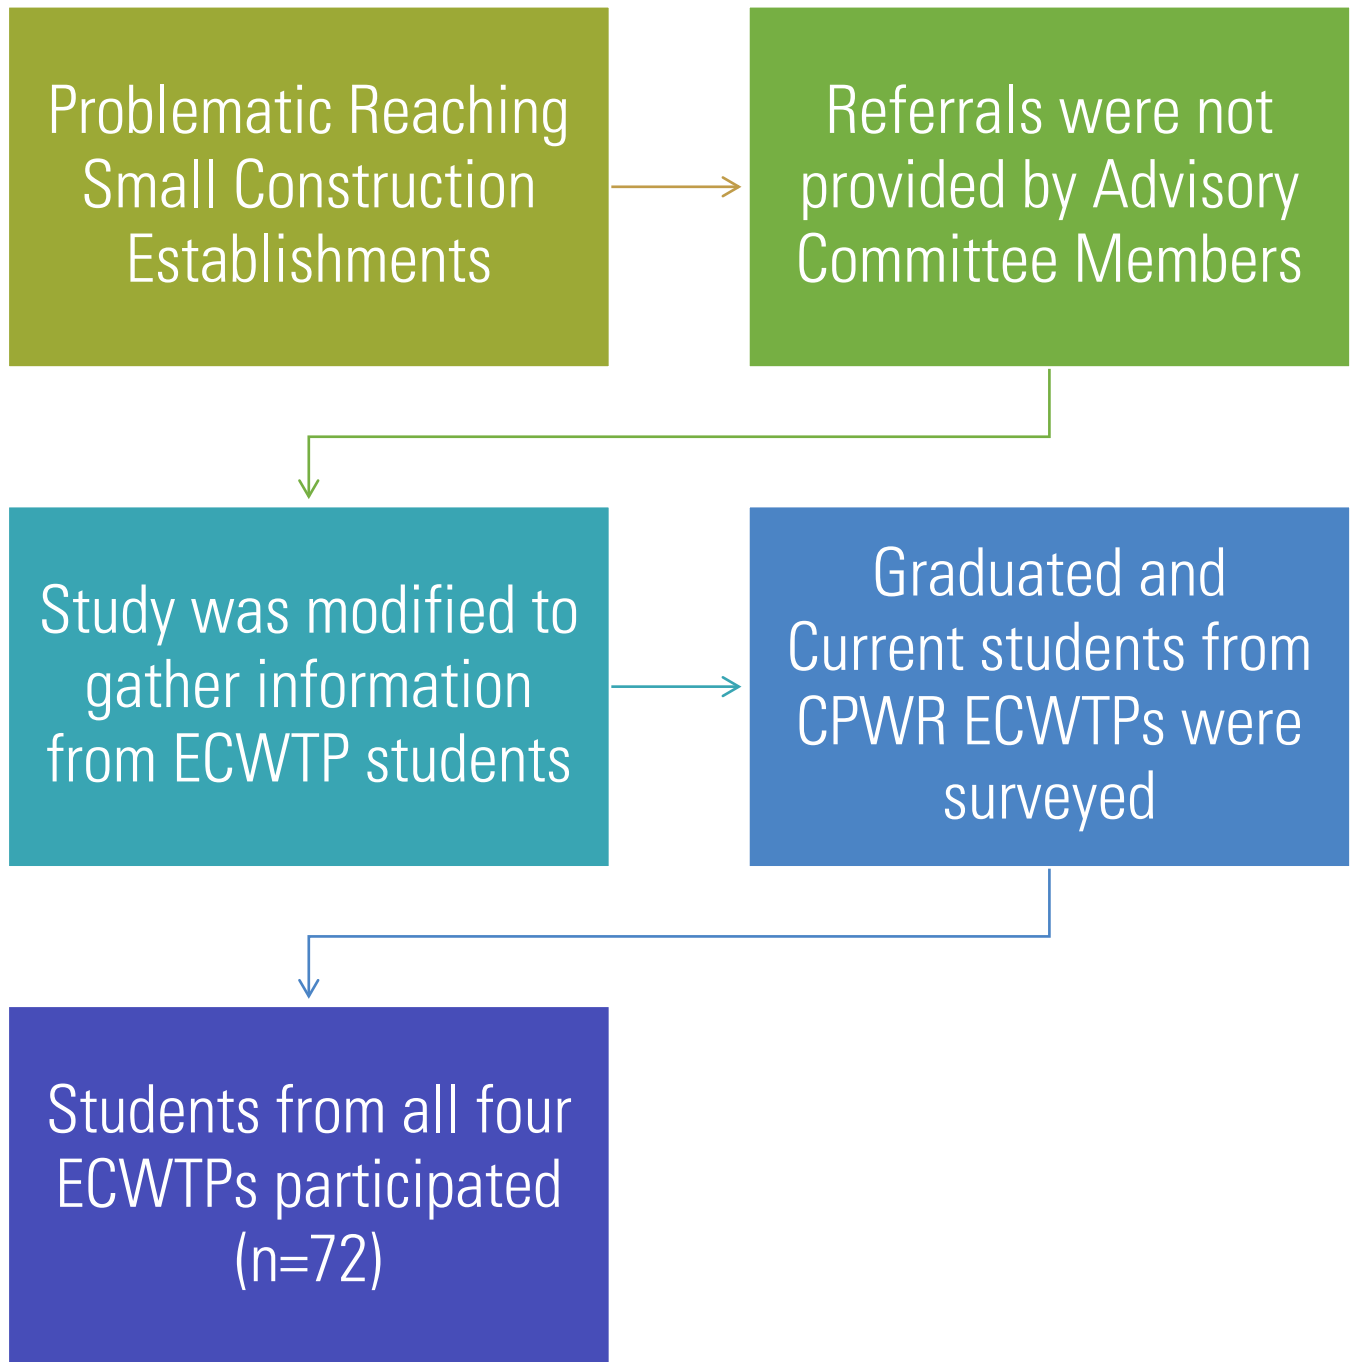 Problematic Reaching
Small Construction
Establishments
Referrals were not
provided by Advisory
Committee Members
Study was modified to
gather information
from ECWTP students
Graduated and
Current students from
CPWR ECWTPs were
surveyed
Students from all four
ECWTPs participated
(n=72)